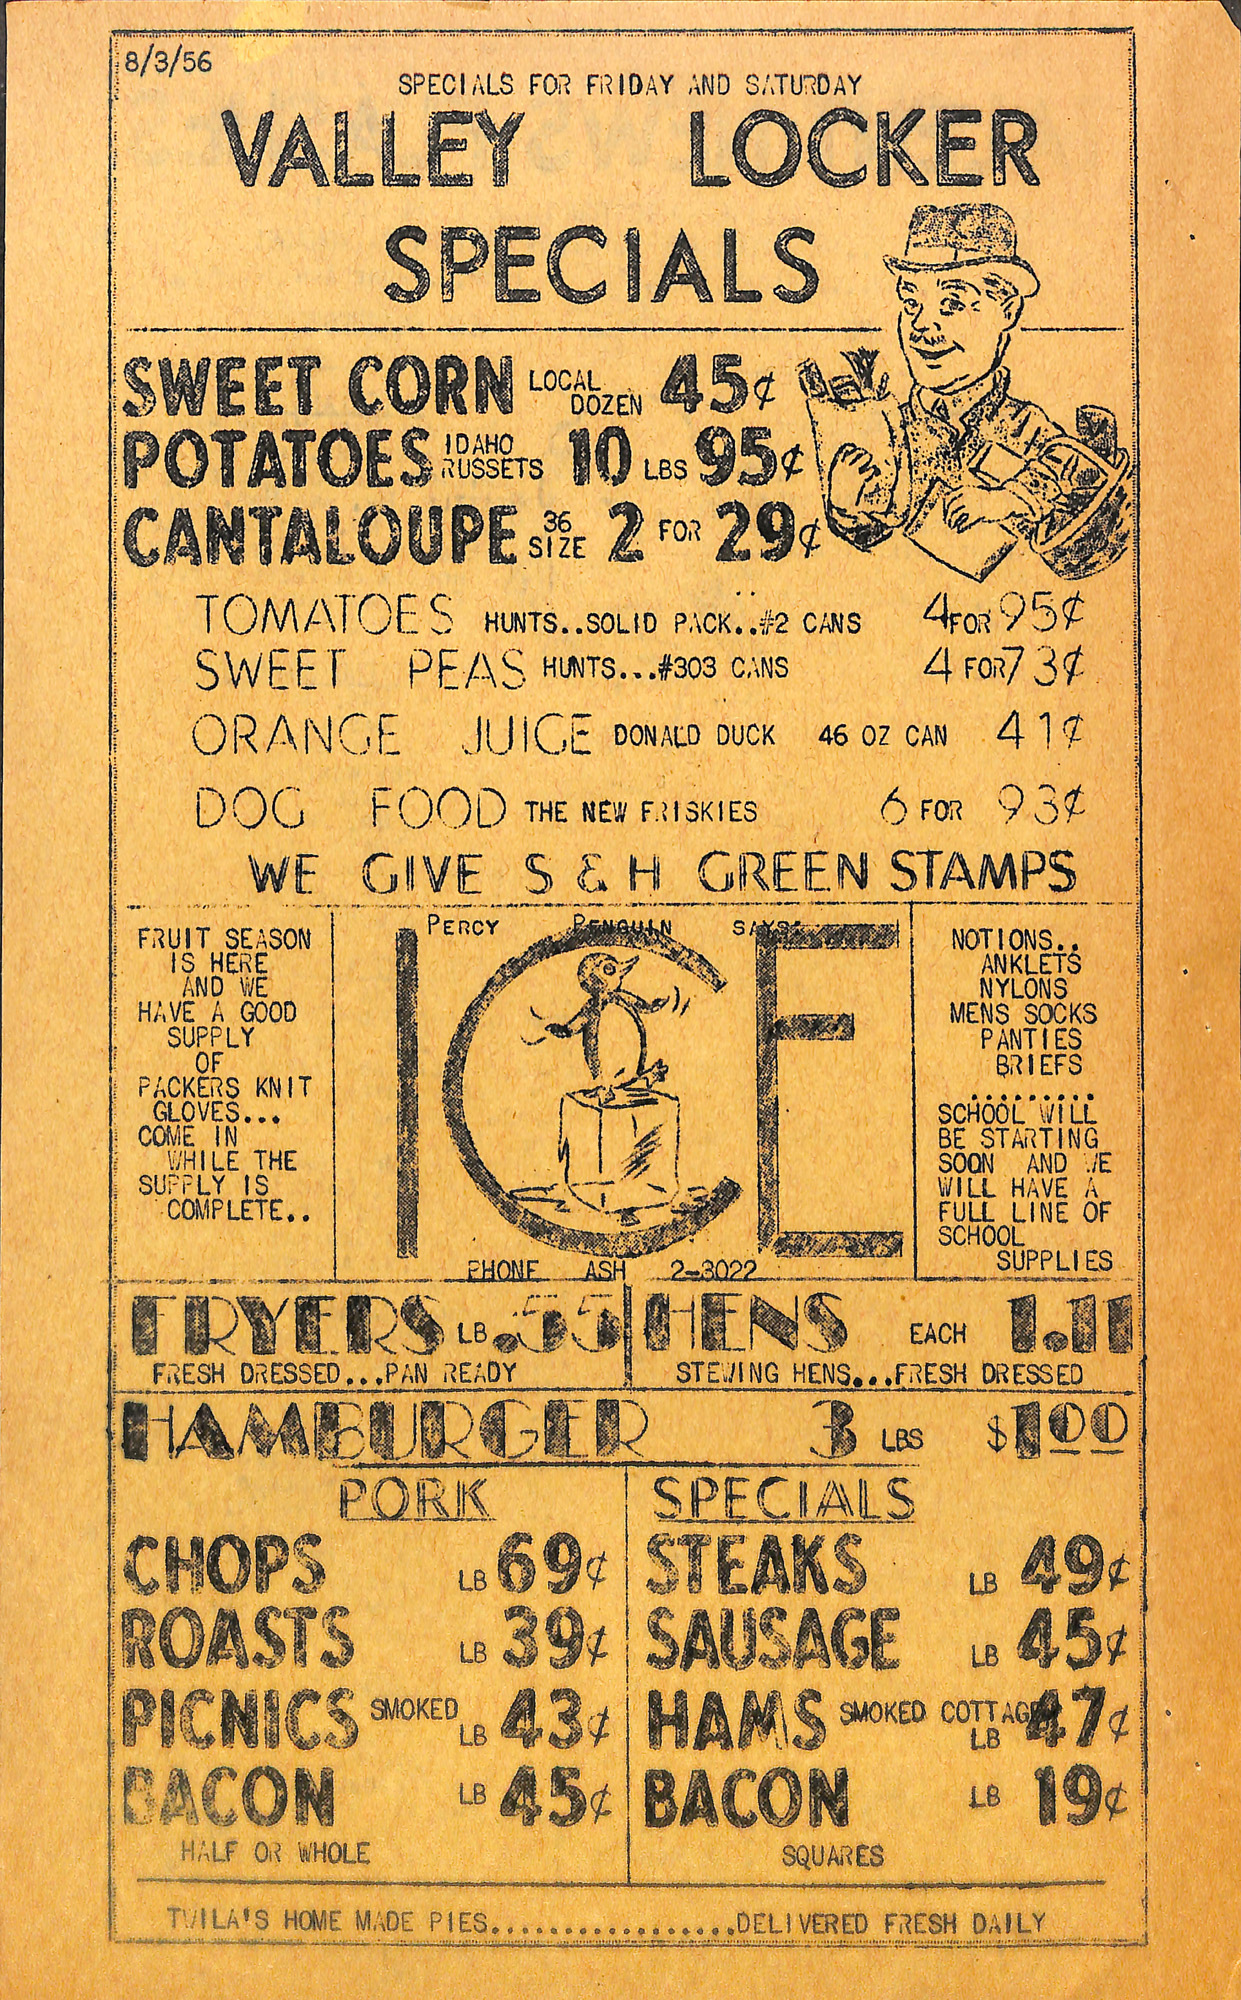 8/3/56
SPECIALS FOR FRIDAY AND SATURDAY
VALLEY LOCKER
SPECIALS
SWEET CORN LOCAL DOZEN 45¢
POTATOES IDAHO RUSSETS 10 LBS 95¢
CANTALOUPE 36 SIZE 2 FOR 29¢
TOMATOES HUNTS..SOLID PACK..#2 CANS 4 FOR 95¢
SWEET PEAS HUNTS...#303 CANS 4 FOR 73¢
ORANGE JUICE DONALD DUCK 46 OZ CAN 41¢
DOG FOOD THE NEW FRISKIES 6 FOR 93¢
WE GIVE S & H GREEN STAMPS
FRUIT SEASON
IS HERE
AND WE
HAVE A GOOD
SUPPLY
OF
PACKERS KNIT
GLOVES...
COME IN
WHILE THE
SUPPLY IS
COMPLETE..
PERCY PENGUIN SAYS
ICE
PHONE ASH 2-3022
NOTIONS..
ANKLETS
NYLONS
MENS SOCKS
PANTIES
BRIEFS
..........
SCHOOL WILL
BE STARTING
SOON AND WE
WILL HAVE A
FULL LINE OF
SCHOOL
SUPPLIES
FRYERS LB .55
FRESH DRESSED...PAN READY
HENS EACH 1.11
STEWING HENS...FRESH DRESSED
HAMBURGER 3 LBS $1.00
PORK
CHOPS LB 69¢
ROASTS LB 39¢
PICNICS SMOKED LB 43¢
BACON LB 45¢
HALF OR WHOLE
SPECIALS
STEAKS LB 49¢
SAUSAGE LB 45¢
HAMS SMOKED COTTAGE LB 47¢
BACON LB 19¢
SQUARES
TWILA'S HOME MADE PIES.................DELIVERED FRESH DAILY